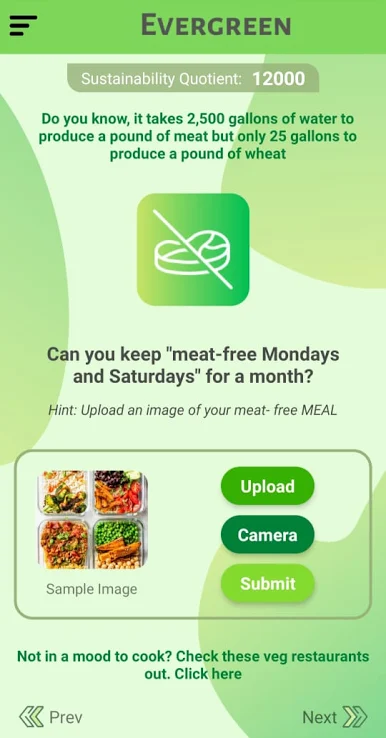 Evergreen
Sustainability Quotient: 12000
Do you know, it takes 2,500 gallons of water to
produce a pound of meat but only 25 gallons to
produce a pound of wheat
Can you keep "meat-free Mondays
and Saturdays" for a month?
Hint: Upload an image of your meat- free MEAL
Upload
Camera
Submit
Sample Image
Not in a mood to cook? Check these veg restaurants
out. Click here
Prev
Next